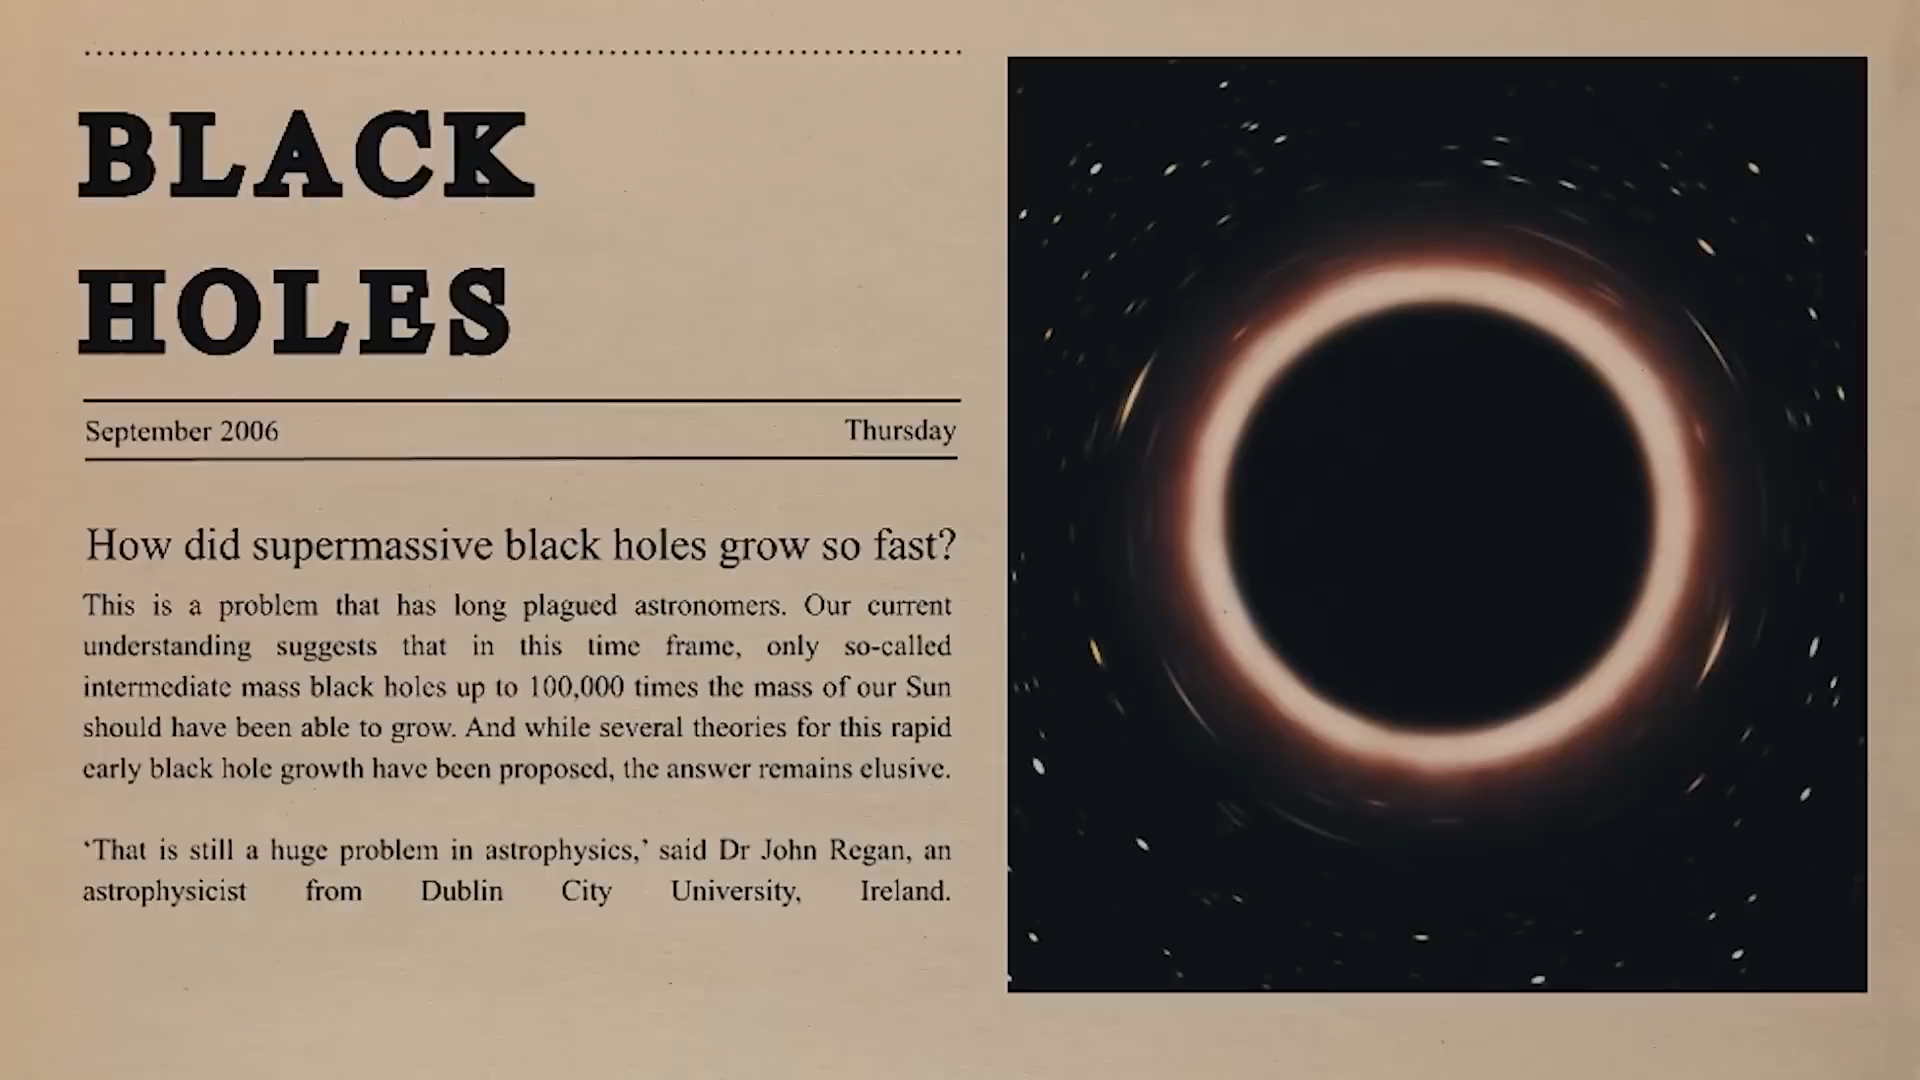 BLACK
HOLES
September 2006
Thursday
How did supermassive black holes grow so fast?
This is a problem that has long plagued astronomers. Our current
understanding suggests that in this time frame, only so-called
intermediate mass black holes up to 100,000 times the mass of our Sun
should have been able to grow. And while several theories for this rapid
early black hole growth have been proposed, the answer remains elusive.
‘That is still a huge problem in astrophysics,’ said Dr John Regan, an
astrophysicist from Dublin City University, Ireland.